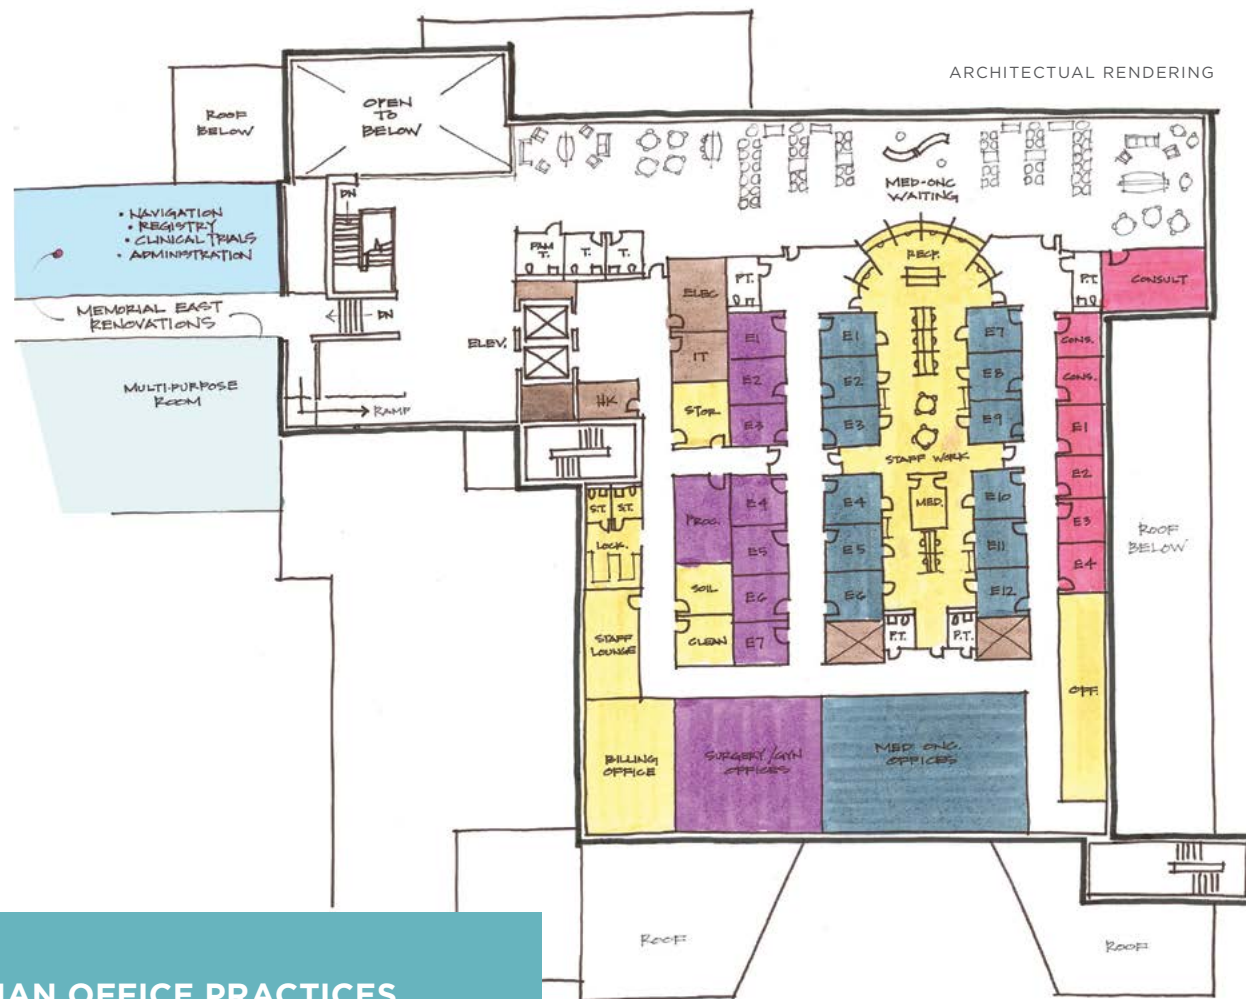 ARCHITECTUAL RENDERING
ROOF
BELOW
OPEN
TO
BELOW
• NAVIGATION
• REGISTRY
• CLINICAL TRIALS
• ADMINISTRATION
DN
MED-ONC
WAITING
FAM
T.
T.
T.
RECP.
ELEC
P.T.
P.T.
CONSULT
MEMORIAL EAST
RENOVATIONS
DN
ELEV.
IT
E1
E1
E7
CONS.
MULTI-PURPOSE
ROOM
E2
E2
E8
CONS.
RAMP
HK
STOR.
E3
E3
E9
E1
STAFF WORK
E2
S.T.
S.T.
PROC.
E4
E4
MED.
E10
E3
LOCK.
E5
E5
E11
E4
ROOF
BELOW
SOIL
E6
E6
E12
STAFF
LOUNGE
CLEAN
E7
P.T.
P.T.
OFF.
BILLING
OFFICE
SURGERY/GYN
OFFICES
MED ONC.
OFFICES
ROOF
ROOF
IAN OFFICE PRACTICES